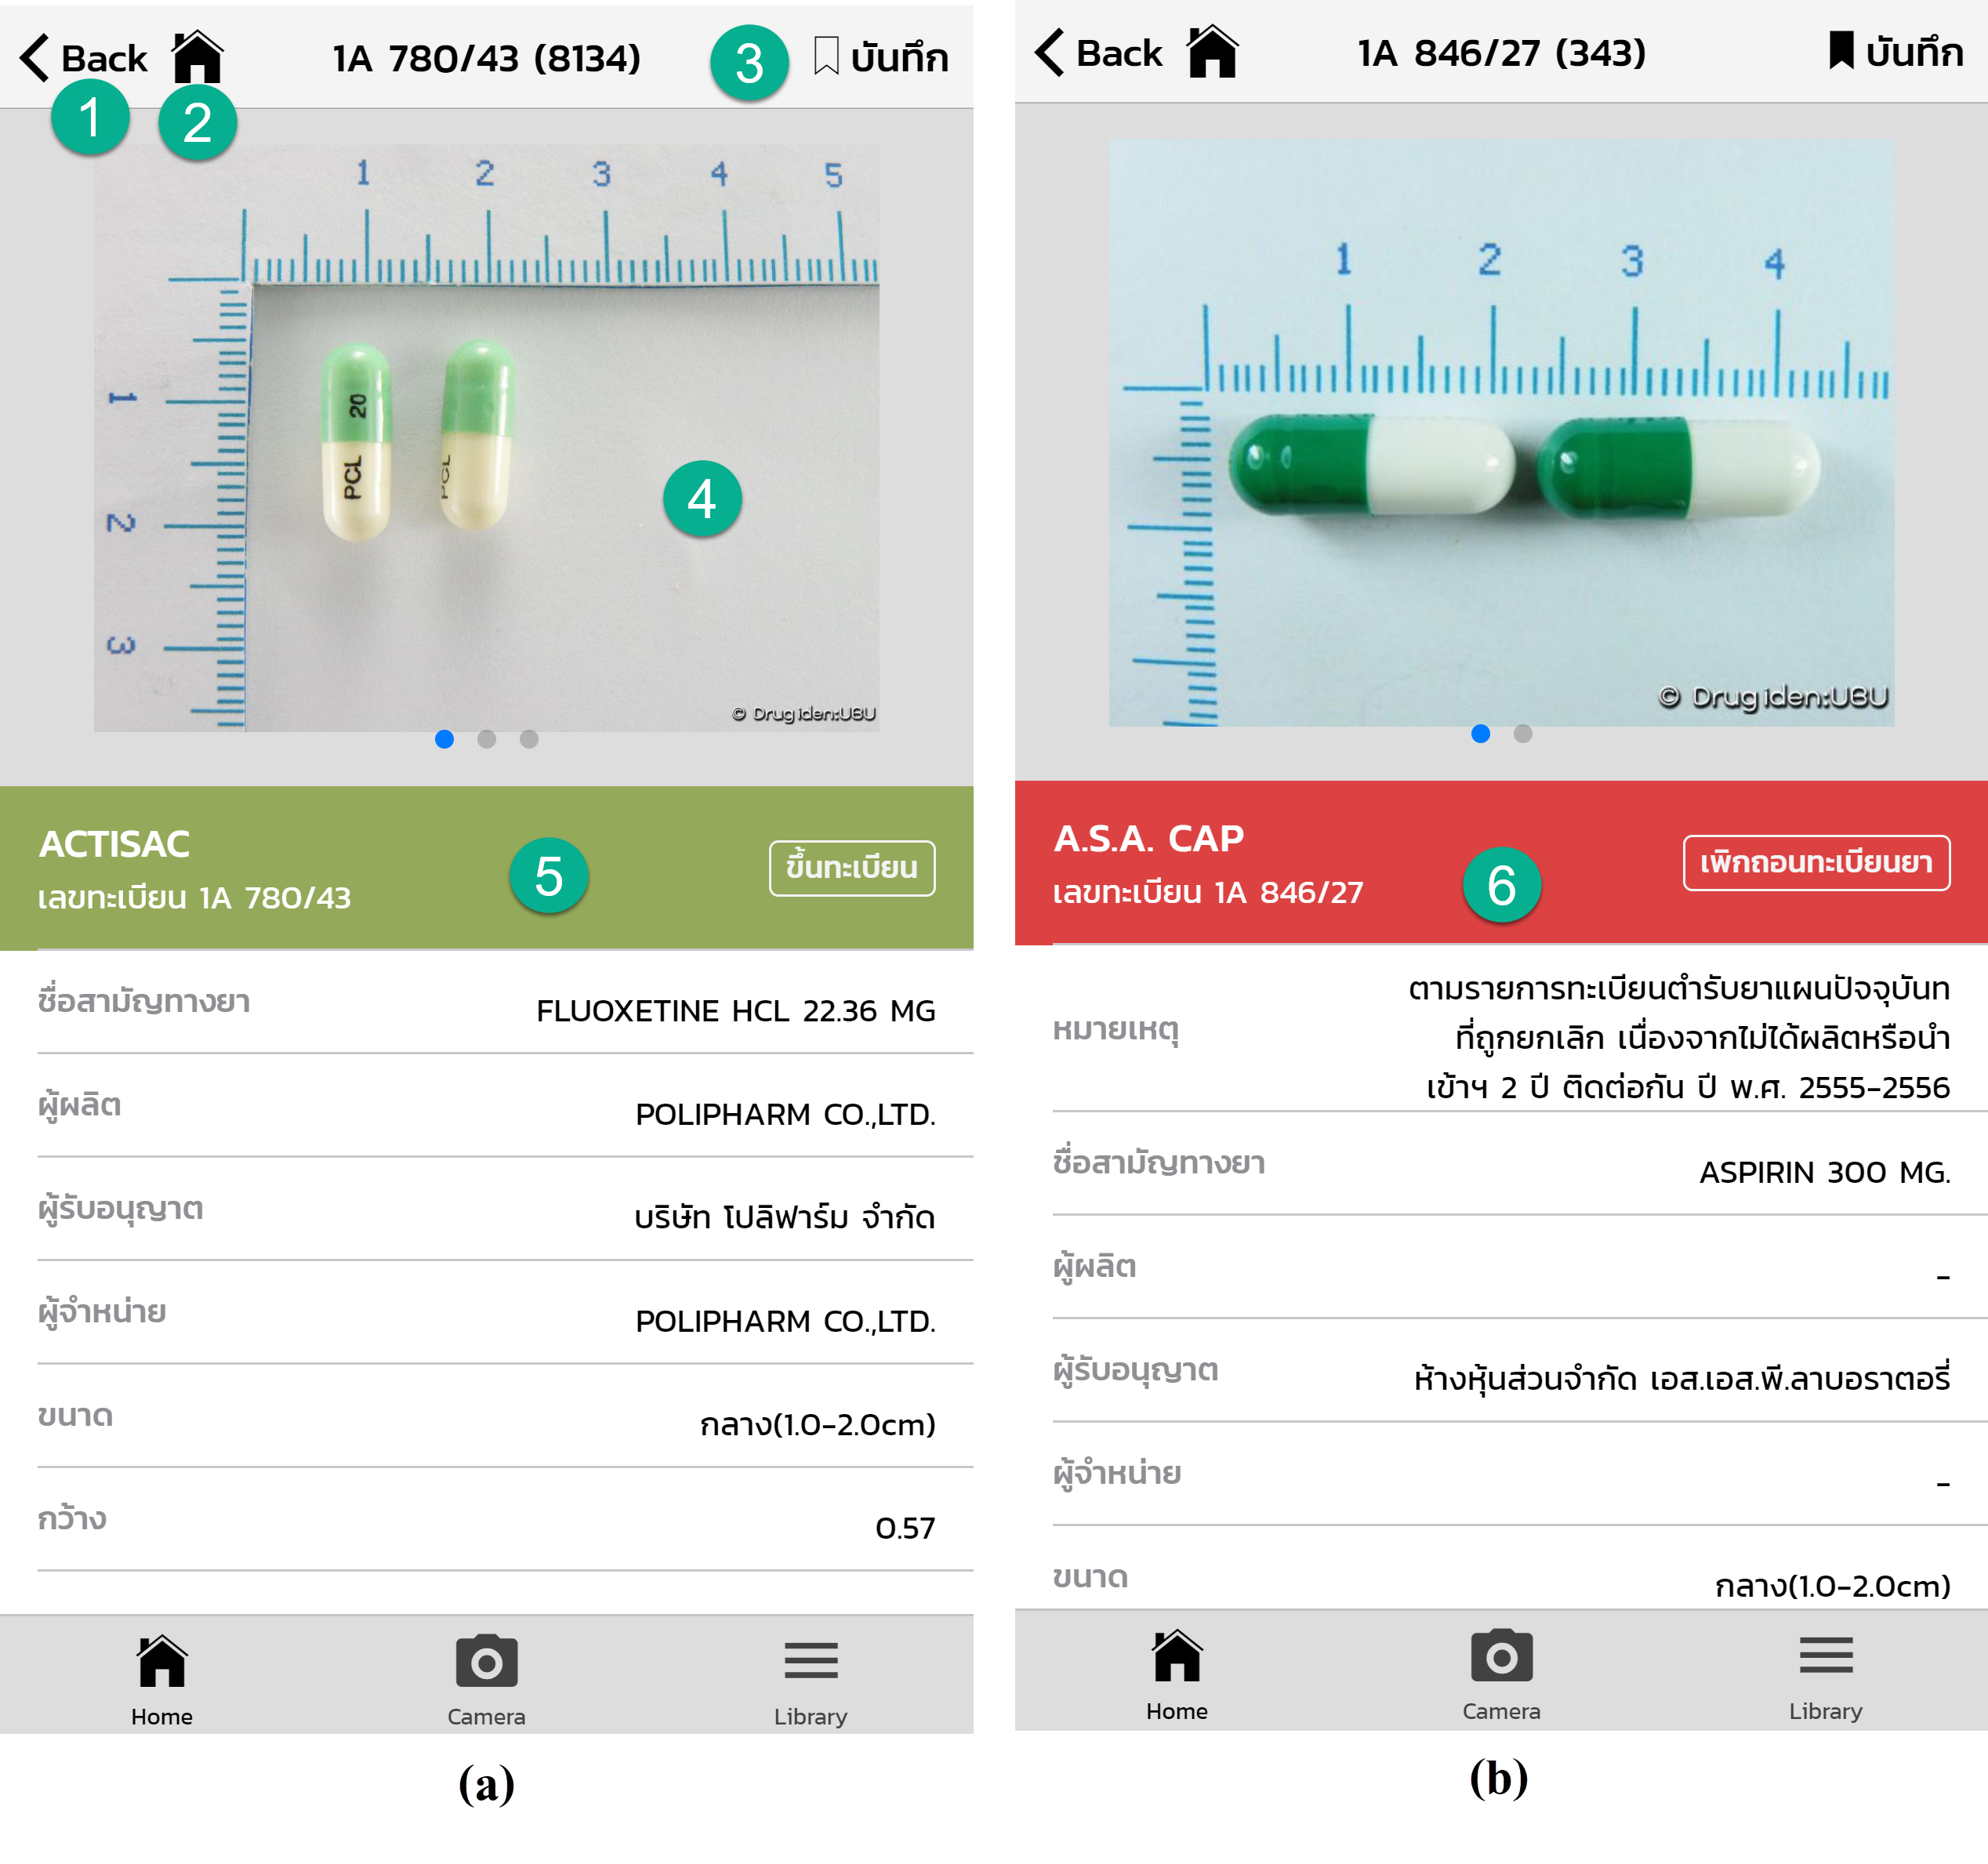 Back
1A 780/43 (8134)
3
บันทึก
1
2
1 2 3 4 5
1
2
3
20
PCL
PCL
4
© Drug iden:UBU
ACTISAC
เลขทะเบียน 1A 780/43
5
ขึ้นทะเบียน
ชื่อสามัญทางยา
FLUOXETINE HCL 22.36 MG
ผู้ผลิต
POLIPHARM CO.,LTD.
ผู้รับอนุญาต
บริษัท โปลิฟาร์ม จำกัด
ผู้จำหน่าย
POLIPHARM CO.,LTD.
ขนาด
กลาง(1.0-2.0cm)
กว้าง
0.57
Home
Camera
Library
(a)
Back
1A 846/27 (343)
บันทึก
1 2 3 4
© Drug iden:UBU
A.S.A. CAP
เลขทะเบียน 1A 846/27
6
เพิกถอนทะเบียนยา
หมายเหตุ
ตามรายการทะเบียนตำรับยาแผนปัจจุบันท
ที่ถูกยกเลิก เนื่องจากไม่ได้ผลิตหรือนำ
เข้าฯ 2 ปี ติดต่อกัน ปี พ.ศ. 2555-2556
ชื่อสามัญทางยา
ASPIRIN 300 MG.
ผู้ผลิต
-
ผู้รับอนุญาต
ห้างหุ้นส่วนจำกัด เอส.เอส.พี.ลาบอราตอรี่
ผู้จำหน่าย
-
ขนาด
กลาง(1.0-2.0cm)
Home
Camera
Library
(b)